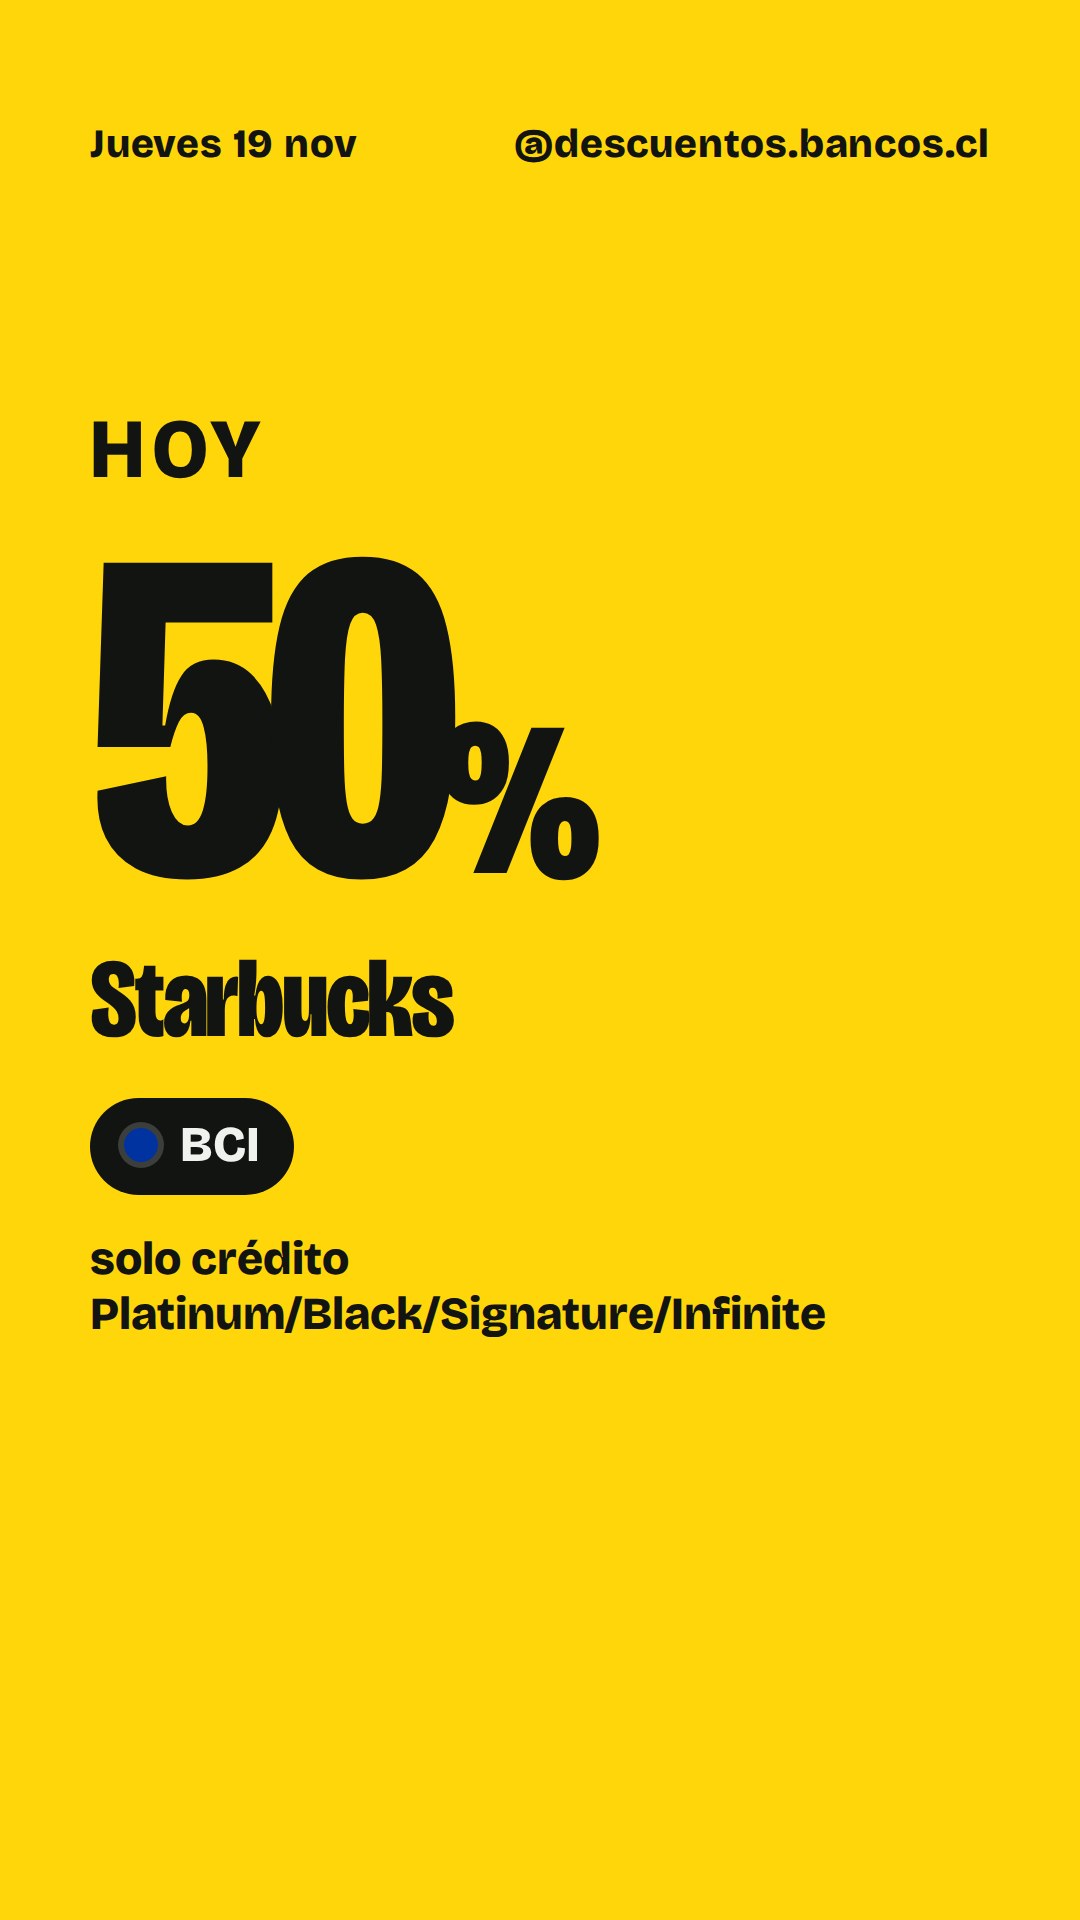 Jueves 19 nov
@descuentos.bancos.cl
HOY
50%
Starbucks
BCI
solo crédito
Platinum/Black/Signature/Infinite